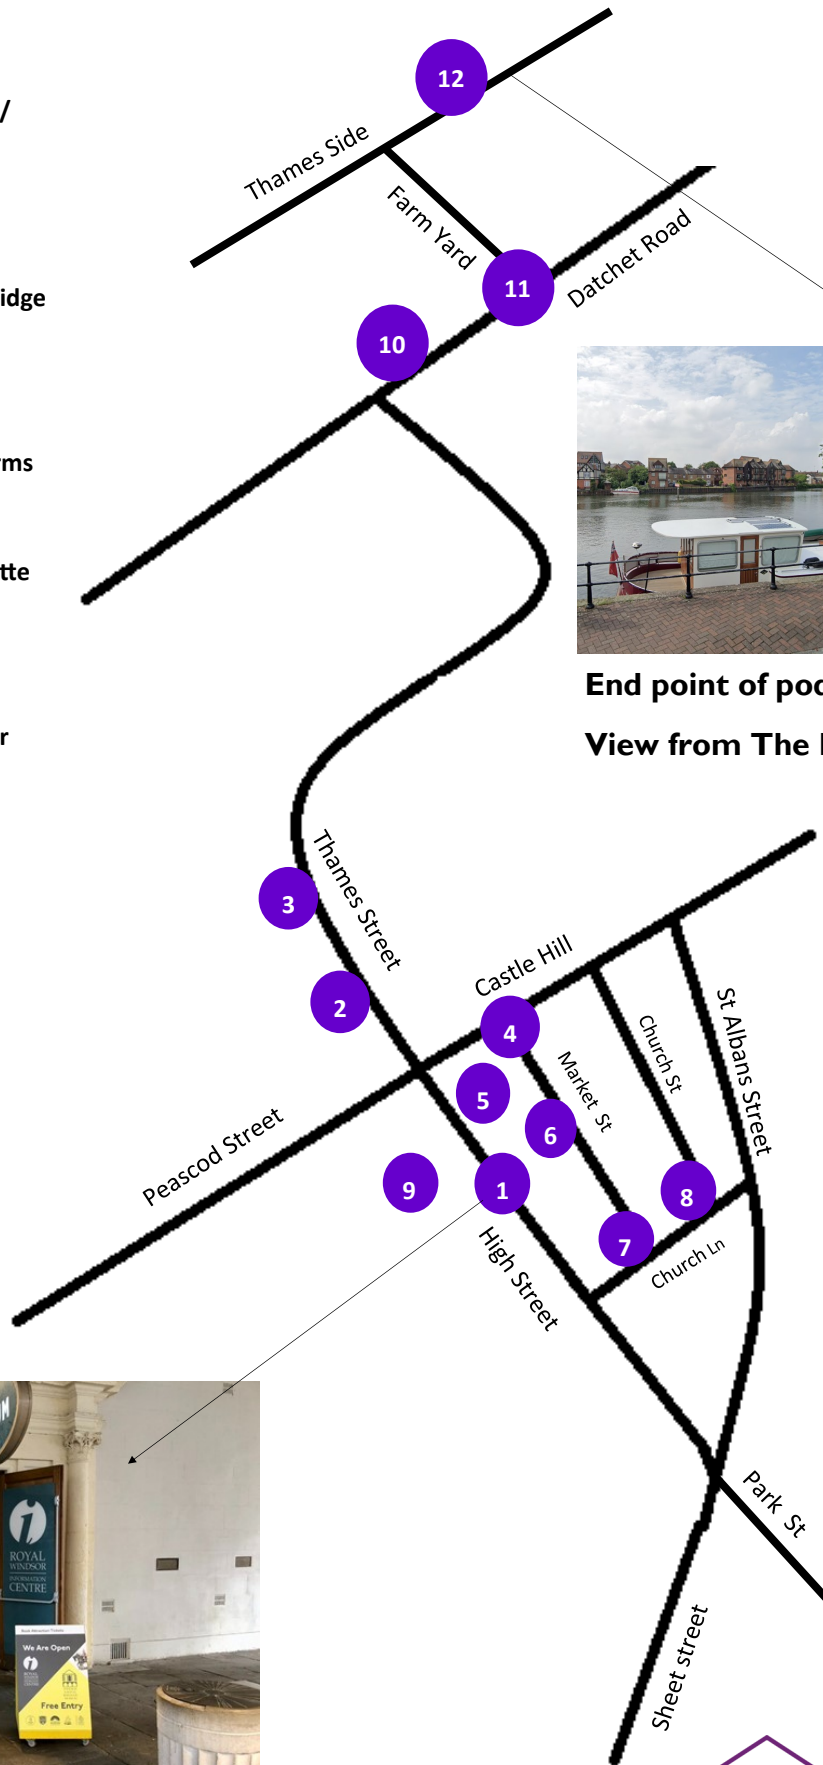 12
/
Thames Side
Farm Yard
Datchet Road
11
idge
10
rms
tte
End point of poc
View from The
r
Thames Street
3
Castle Hill
2
4
St Albans Street
Church St
Market St
5
6
Peascod Street
9
1
8
7
High Street
Church Ln
Park St
ROYAL
WINDSOR
INFORMATION
CENTRE
We Are Open
Free Entry
Sheet street